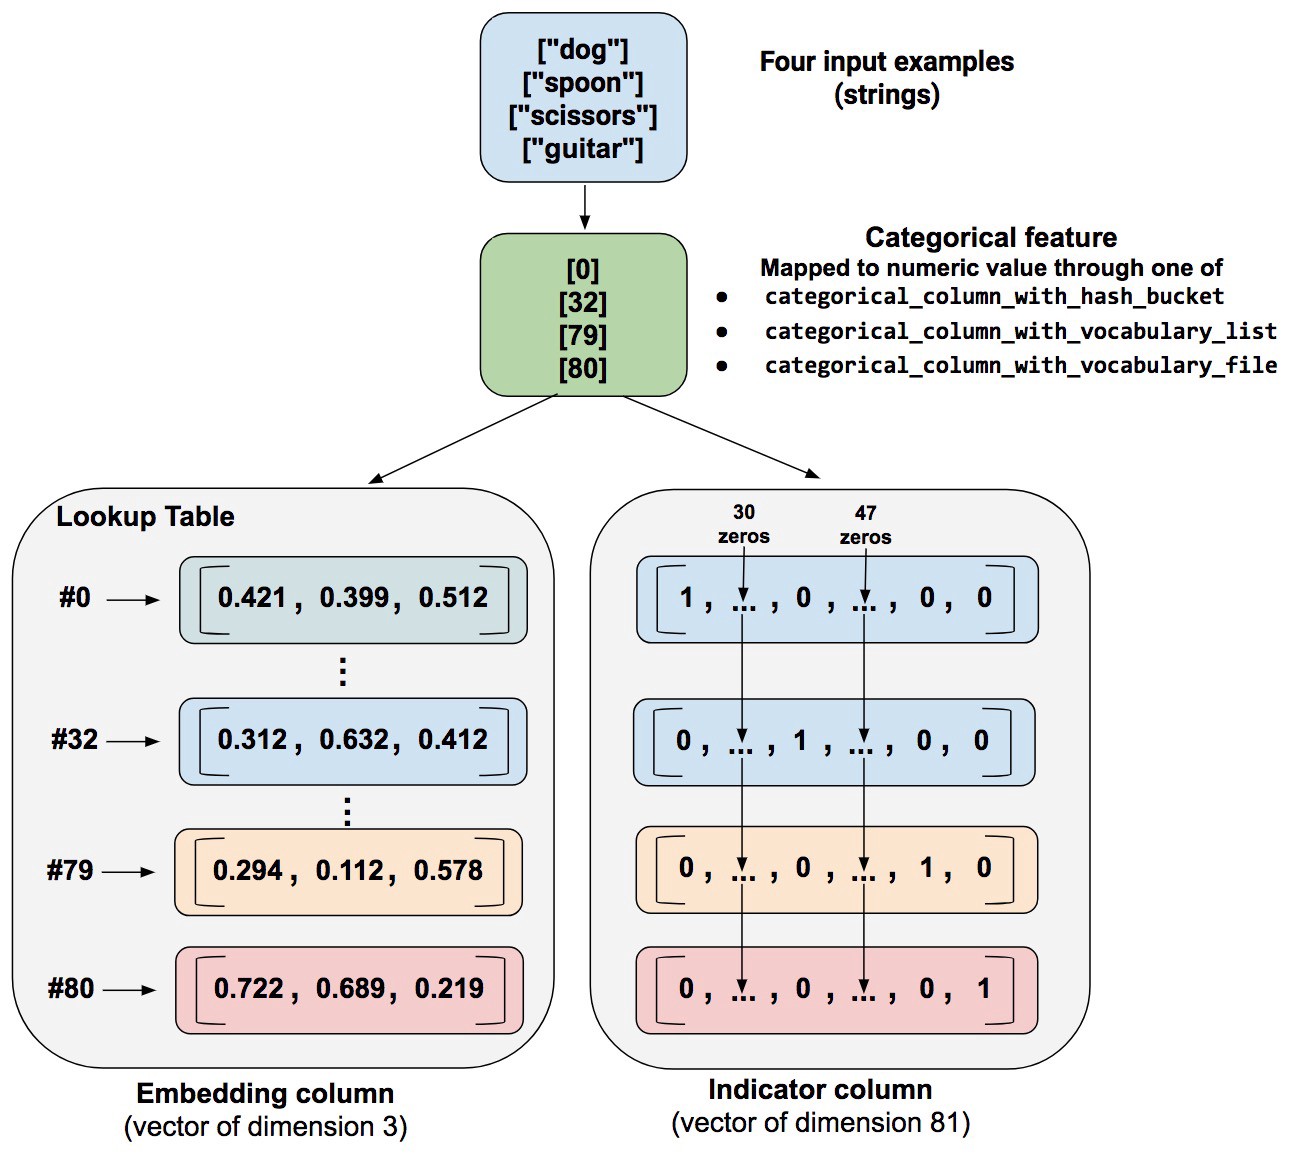 ["dog"]
["spoon"]
["scissors"]
["guitar"]
Four input examples
(strings)
[0]
[32]
[79]
[80]
Categorical feature
Mapped to numeric value through one of
• categorical_column_with_hash_bucket
• categorical_column_with_vocabulary_list
• categorical_column_with_vocabulary_file
Lookup Table
#0
0.421 , 0.399 , 0.512
⋮
#32
0.312 , 0.632 , 0.412
⋮
#79
0.294 , 0.112 , 0.578
#80
0.722 , 0.689 , 0.219
Embedding column
(vector of dimension 3)
30
zeros
47
zeros
1 , ... , 0 , ... , 0 , 0
0 , ... , 1 , ... , 0 , 0
0 , ... , 0 , ... , 1 , 0
0 , ... , 0 , ... , 0 , 1
Indicator column
(vector of dimension 81)